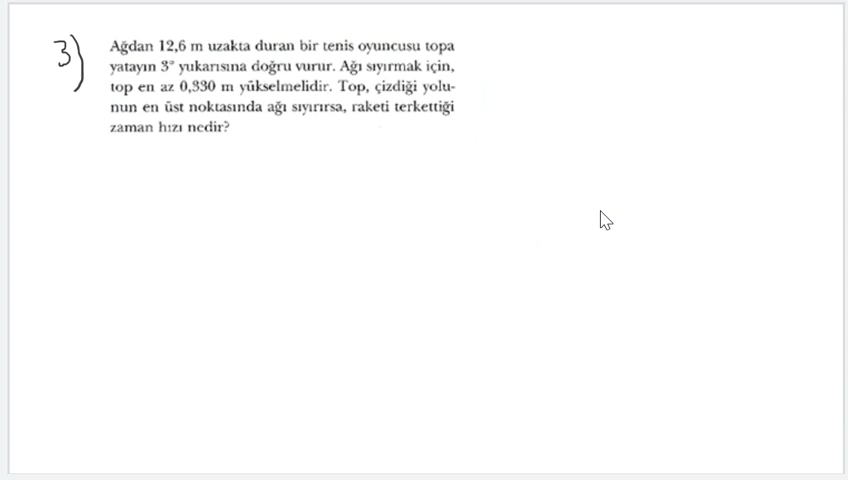 3) Ağdan 12,6 m uzakta duran bir tenis oyuncusu topa
yatayın 3° yukarısına doğru vurur. Ağı sıyırmak için,
top en az 0,330 m yükselmelidir. Top, çizdiği yolu-
nun en üst noktasında ağı sıyırırsa, raketi terkettiği
zaman hızı nedir?